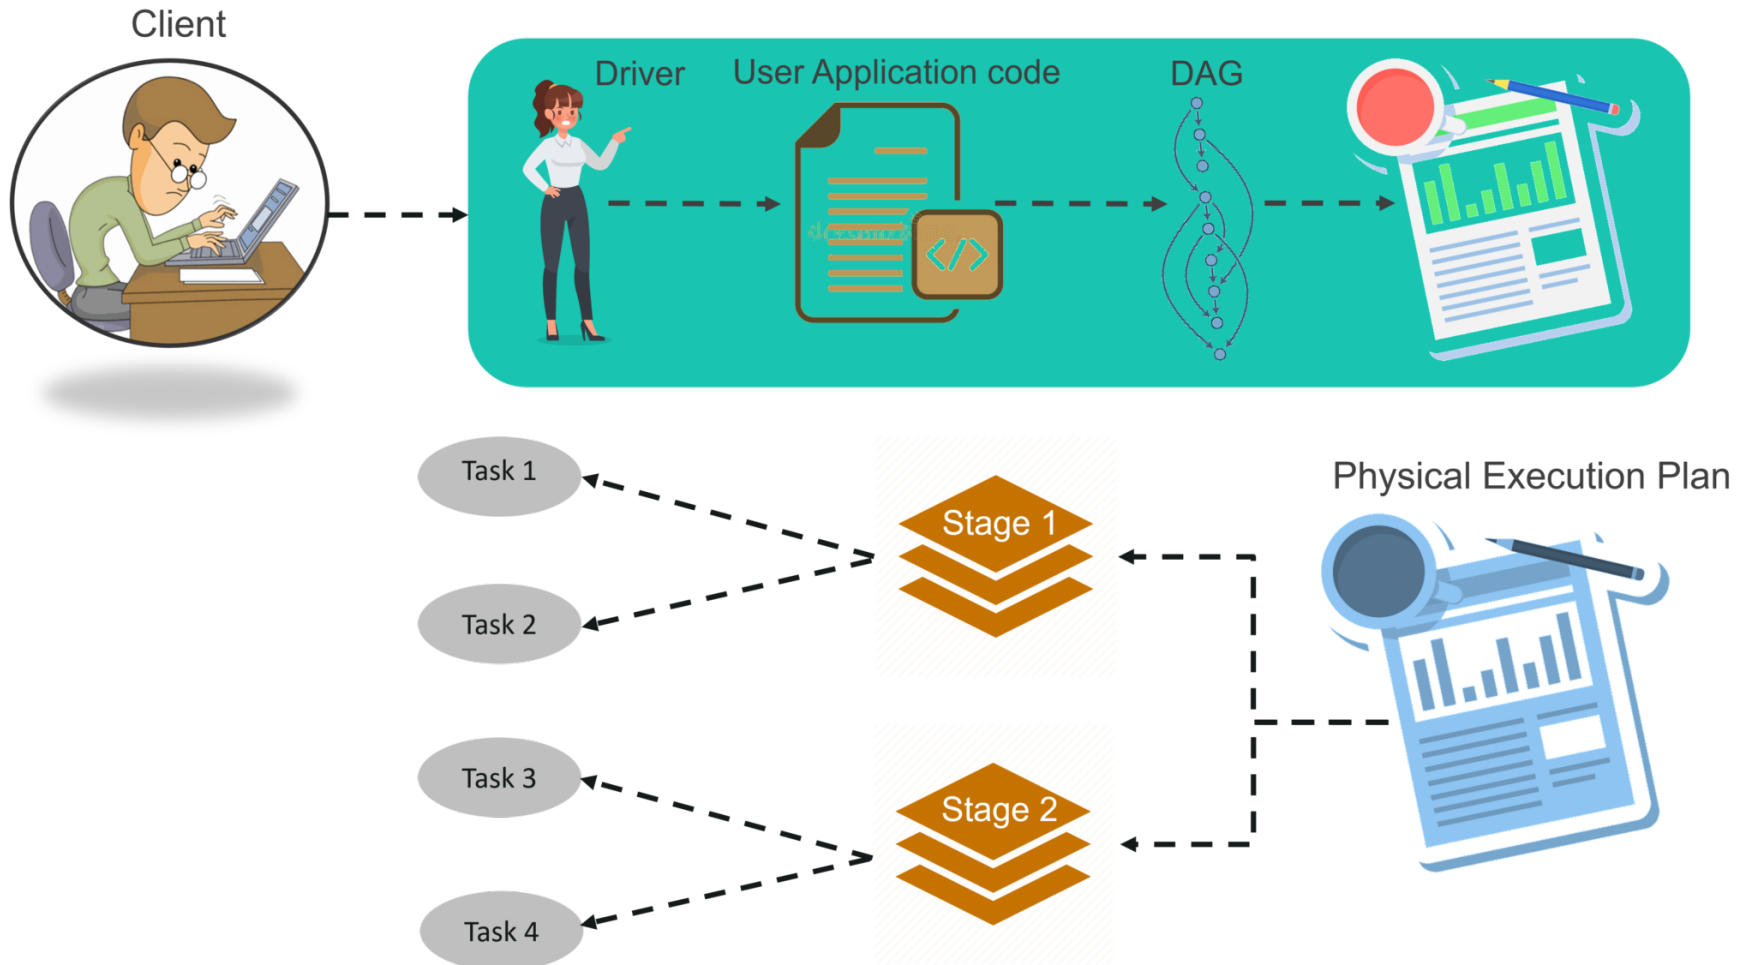 Client
Driver
User Application code
DAG
</>
Physical Execution Plan
Task 1
Stage 1
Task 2
Task 3
Stage 2
Task 4